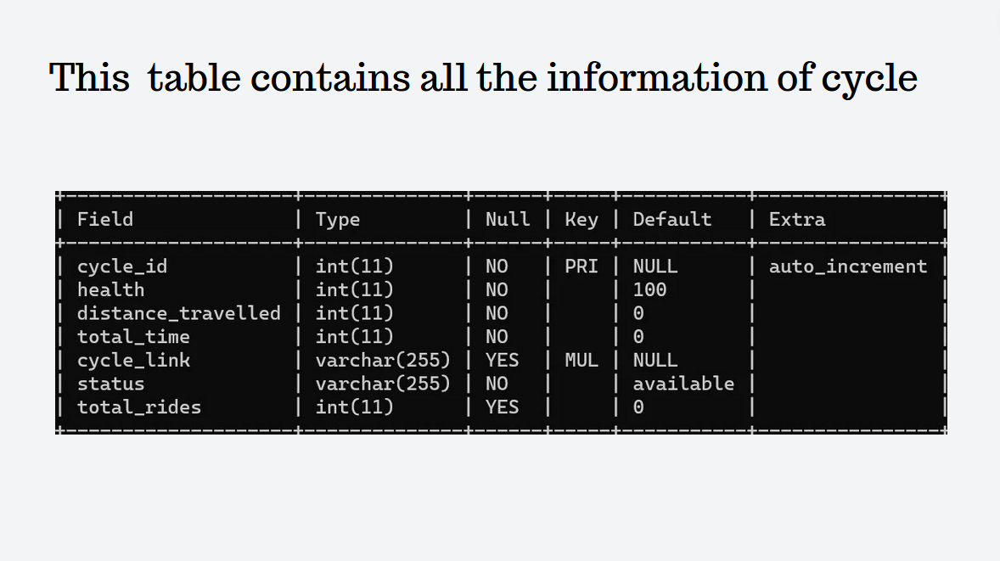 This table contains all the information of cycle
+---------------------+--------------+------+-----+-----------+----------------+
| Field               | Type         | Null | Key | Default   | Extra          |
+---------------------+--------------+------+-----+-----------+----------------+
| cycle_id            | int(11)      | NO   | PRI | NULL      | auto_increment |
| health              | int(11)      | NO   |     | 100       |                |
| distance_travelled  | int(11)      | NO   |     | 0         |                |
| total_time          | int(11)      | NO   |     | 0         |                |
| cycle_link          | varchar(255) | YES  | MUL | NULL      |                |
| status              | varchar(255) | NO   |     | available |                |
| total_rides         | int(11)      | YES  |     | 0         |                |
+---------------------+--------------+------+-----+-----------+----------------+